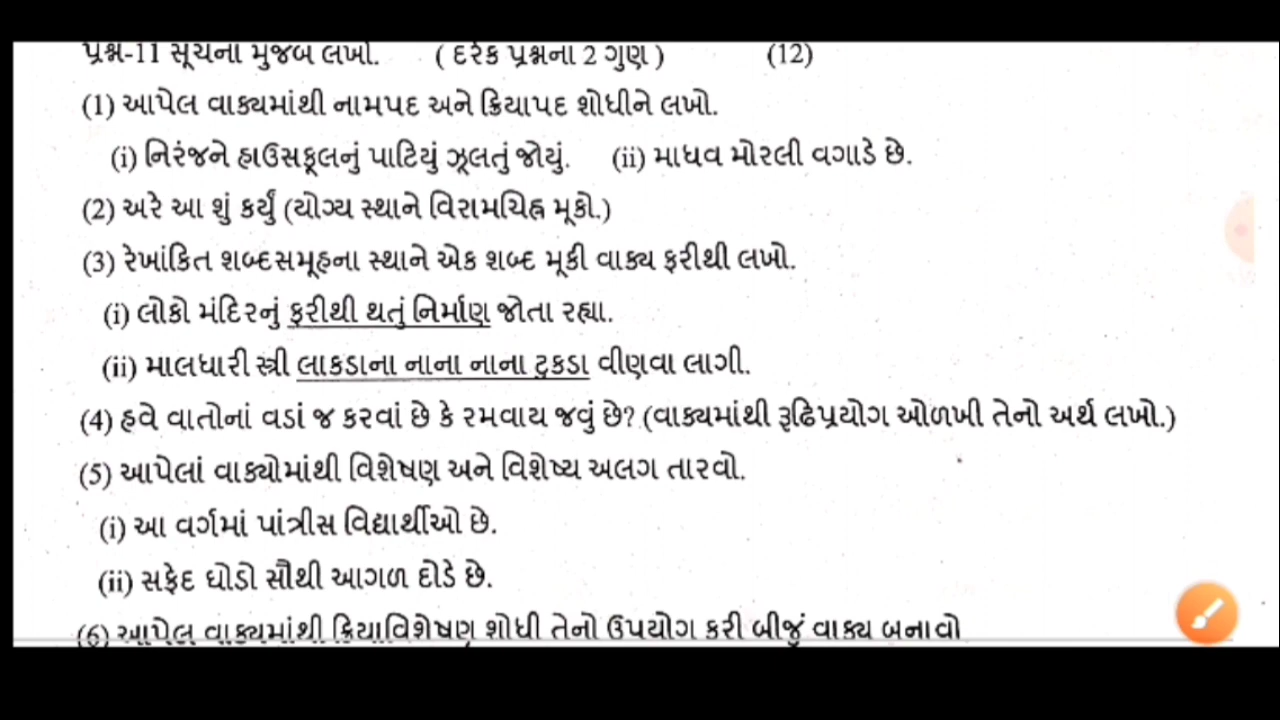 પ્રશ્ન-11 સૂચના મુજબ લખો. ( દરેક પ્રશ્નના 2 ગુણ ) (12)
(1) આપેલ વાક્યમાંથી નામપદ અને ક્રિયાપદ શોધીને લખો.
(i) નિરંજને હાઉસફૂલનું પાટિયું ઝૂલતું જોયું. (ii) માધવ મોરલી વગાડે છે.
(2) અરે આ શું કર્યું (યોગ્ય સ્થાને વિરામચિહ્ન મૂકો.)
(3) રેખાંકિત શબ્દસમૂહના સ્થાને એક શબ્દ મૂકી વાક્ય ફરીથી લખો.
(i) લોકો મંદિરનું ફરીથી થતું નિર્માણ જોતા રહ્યા.
(ii) માલધારી સ્ત્રી લાકડાના નાના નાના ટુકડા વીણવા લાગી.
(4) હવે વાતોનાં વડાં જ કરવાં છે કે રમવાય જવું છે? (વાક્યમાંથી રૂઢિપ્રયોગ ઓળખી તેનો અર્થ લખો.)
(5) આપેલાં વાક્યોમાંથી વિશેષણ અને વિશેષ્ય અલગ તારવો.
(i) આ વર્ગમાં પાંત્રીસ વિદ્યાર્થીઓ છે.
(ii) સફેદ ઘોડો સૌથી આગળ દોડે છે.
(6) આપેલ વાક્યમાંથી ક્રિયાવિશેષણ શોધી તેનો ઉપયોગ કરી બીજું વાક્ય બનાવો